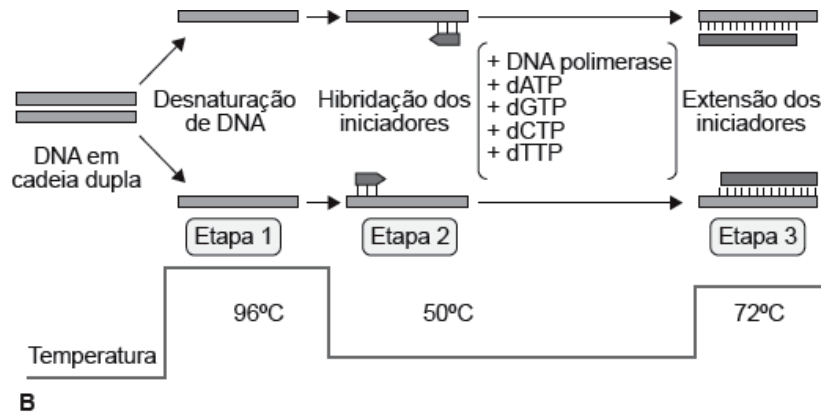 DNA em
cadeia dupla
Desnaturação
de DNA
Hibridação dos
iniciadores
+ DNA polimerase
+ dATP
+ dGTP
+ dCTP
+ dTTP
Extensão dos
iniciadores
Etapa 1
Etapa 2
Etapa 3
96ºC
50ºC
72ºC
Temperatura
B